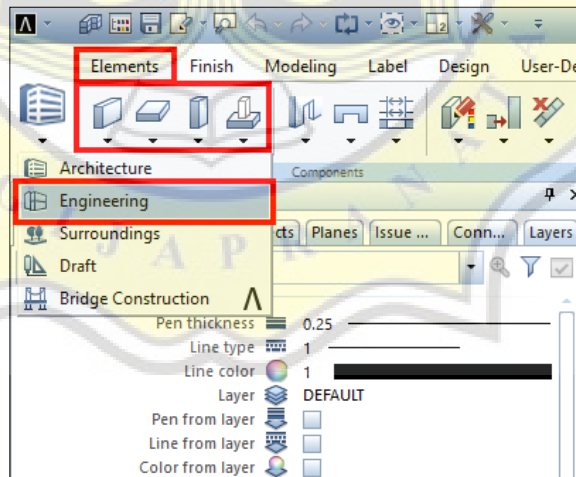 Elements Finish Modeling Label Design User-De
Components
Architecture
Engineering
Surroundings
Draft
Bridge Construction
cts Planes Issue ... Conn... Layers
Pen thickness 0.25
Line type 1
Line color 1
Layer DEFAULT
Pen from layer
Line from layer
Color from layer
A J A P R A N A T A